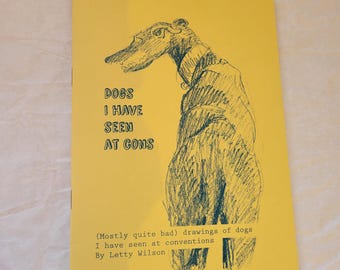 DOGS
I HAVE
SEEN
AT CONS
(Mostly quite bad) drawings of dogs
I have seen at conventions
By Letty Wilson